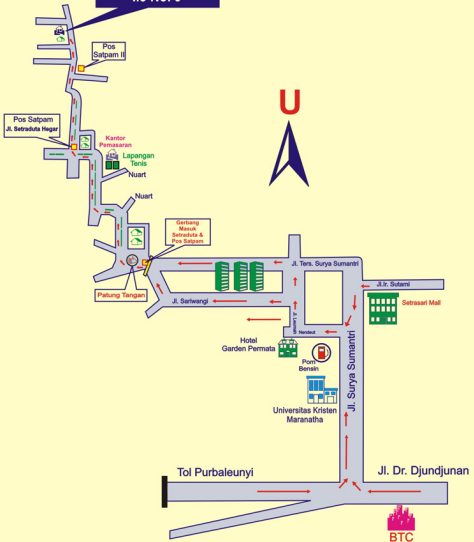 Pos
Satpam II
Pos Satpam
Jl. Setraduta Hegar
Kantor
Pemasaran
Lapangan
Tenis
Nuart
Nuart
U
Gerbang
Masuk
Setraduta &
Pos Satpam
Patung Tangan
Jl. Ters. Surya Sumantri
Jl. Sariwangi
Jl.Ir. Sutami
Setrasari Mall
Hotel
Garden Permata
Pom
Bensin
Jl. Surya Sumantri
Universitas Kristen
Maranatha
Tol Purbaleunyi
Jl. Dr. Djundjunan
BTC